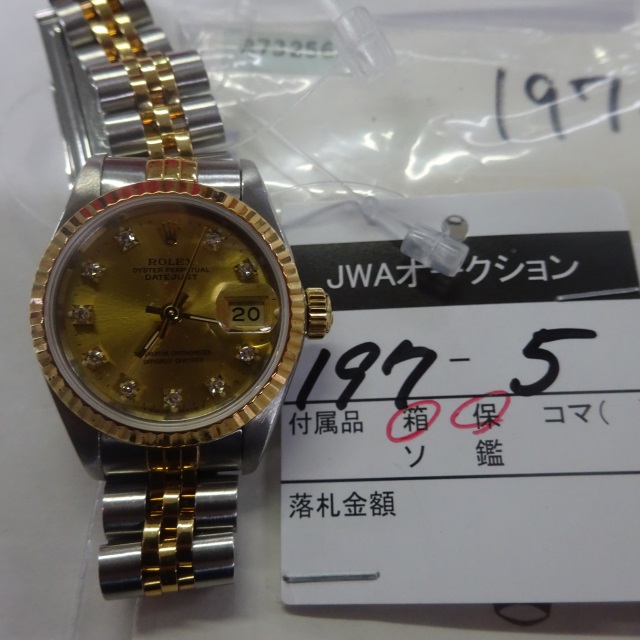 A73256
197
ROLEX
OYSTER PERPETUAL
DATEJUST
20
JWAオークション
197-5
付属品 箱 保 コマ(
ソ 鑑
落札金額